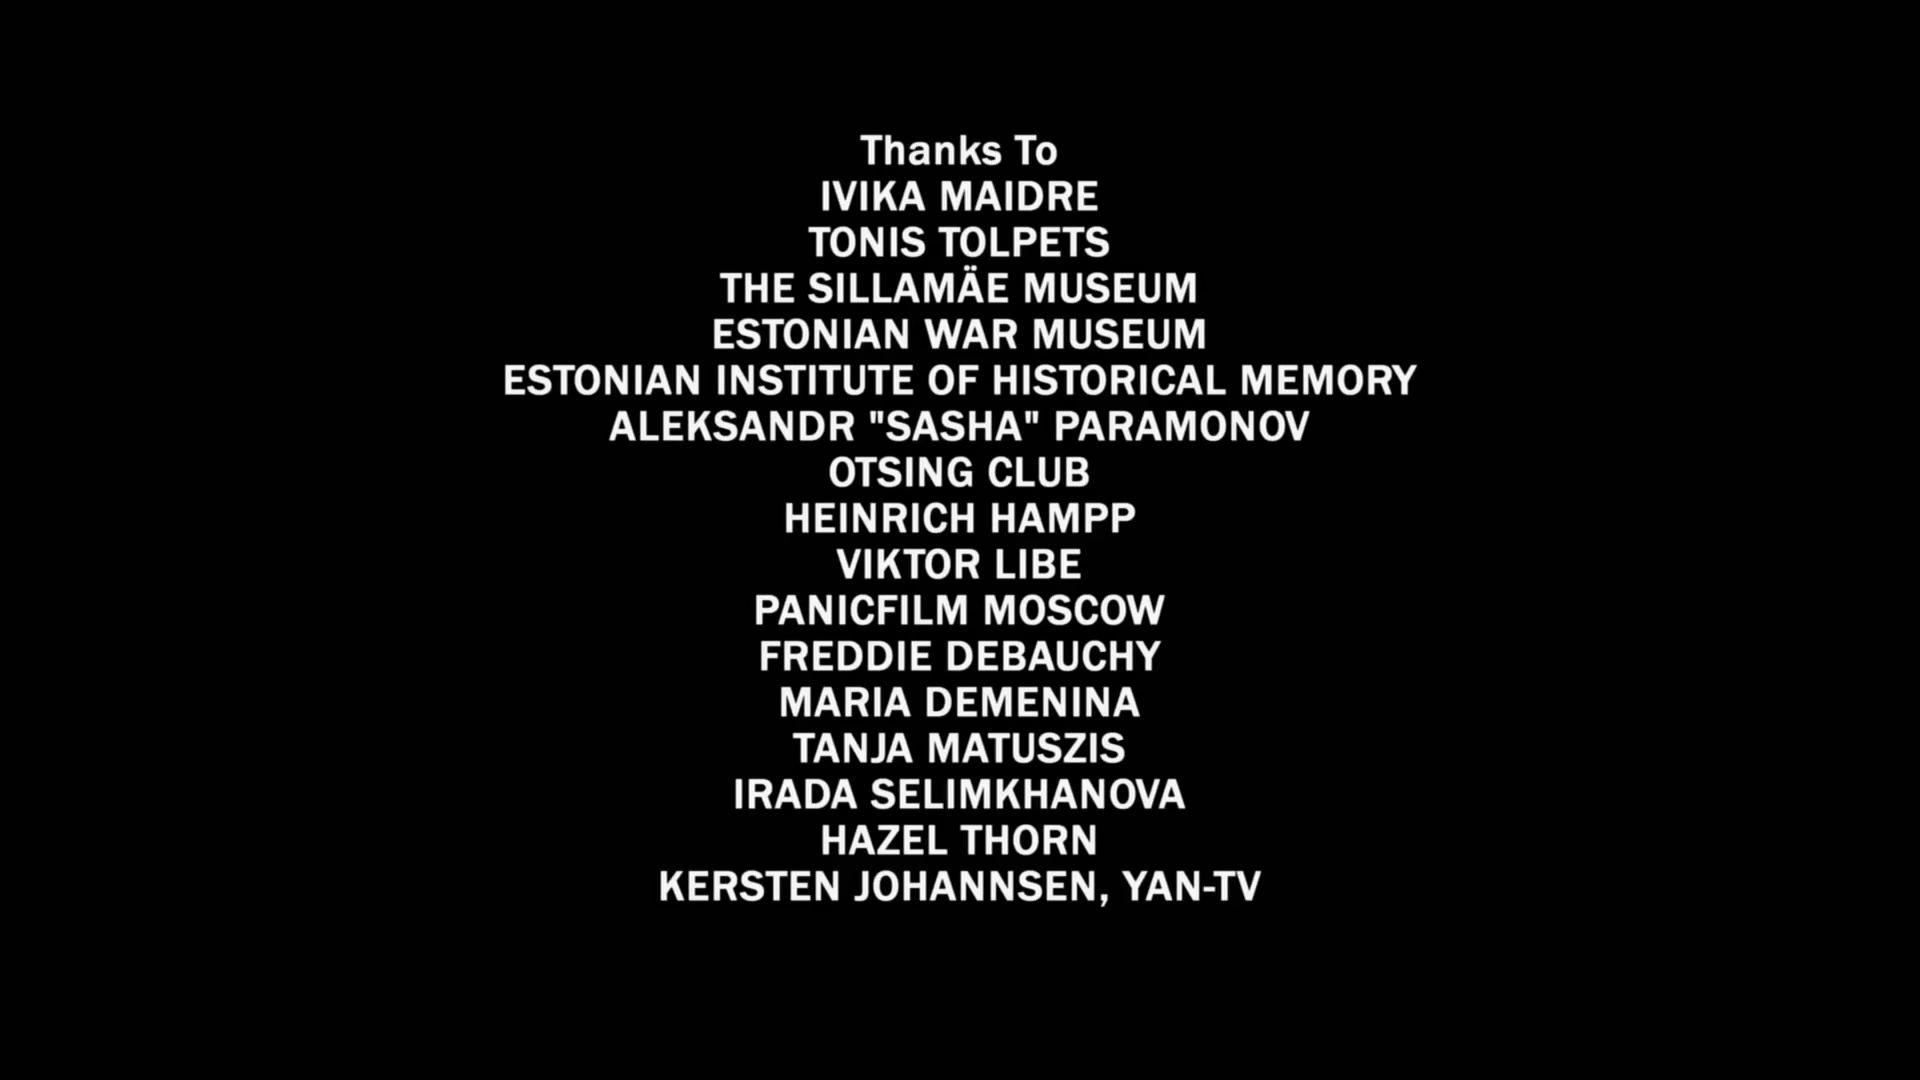 Thanks To
IVIKA MAIDRE
TONIS TOLPETS
THE SILLAMÄE MUSEUM
ESTONIAN WAR MUSEUM
ESTONIAN INSTITUTE OF HISTORICAL MEMORY
ALEKSANDR "SASHA" PARAMONOV
OTSING CLUB
HEINRICH HAMPP
VIKTOR LIBE
PANICFILM MOSCOW
FREDDIE DEBAUCHY
MARIA DEMENINA
TANJA MATUSZIS
IRADA SELIMKHANOVA
HAZEL THORN
KERSTEN JOHANNSEN, YAN-TV